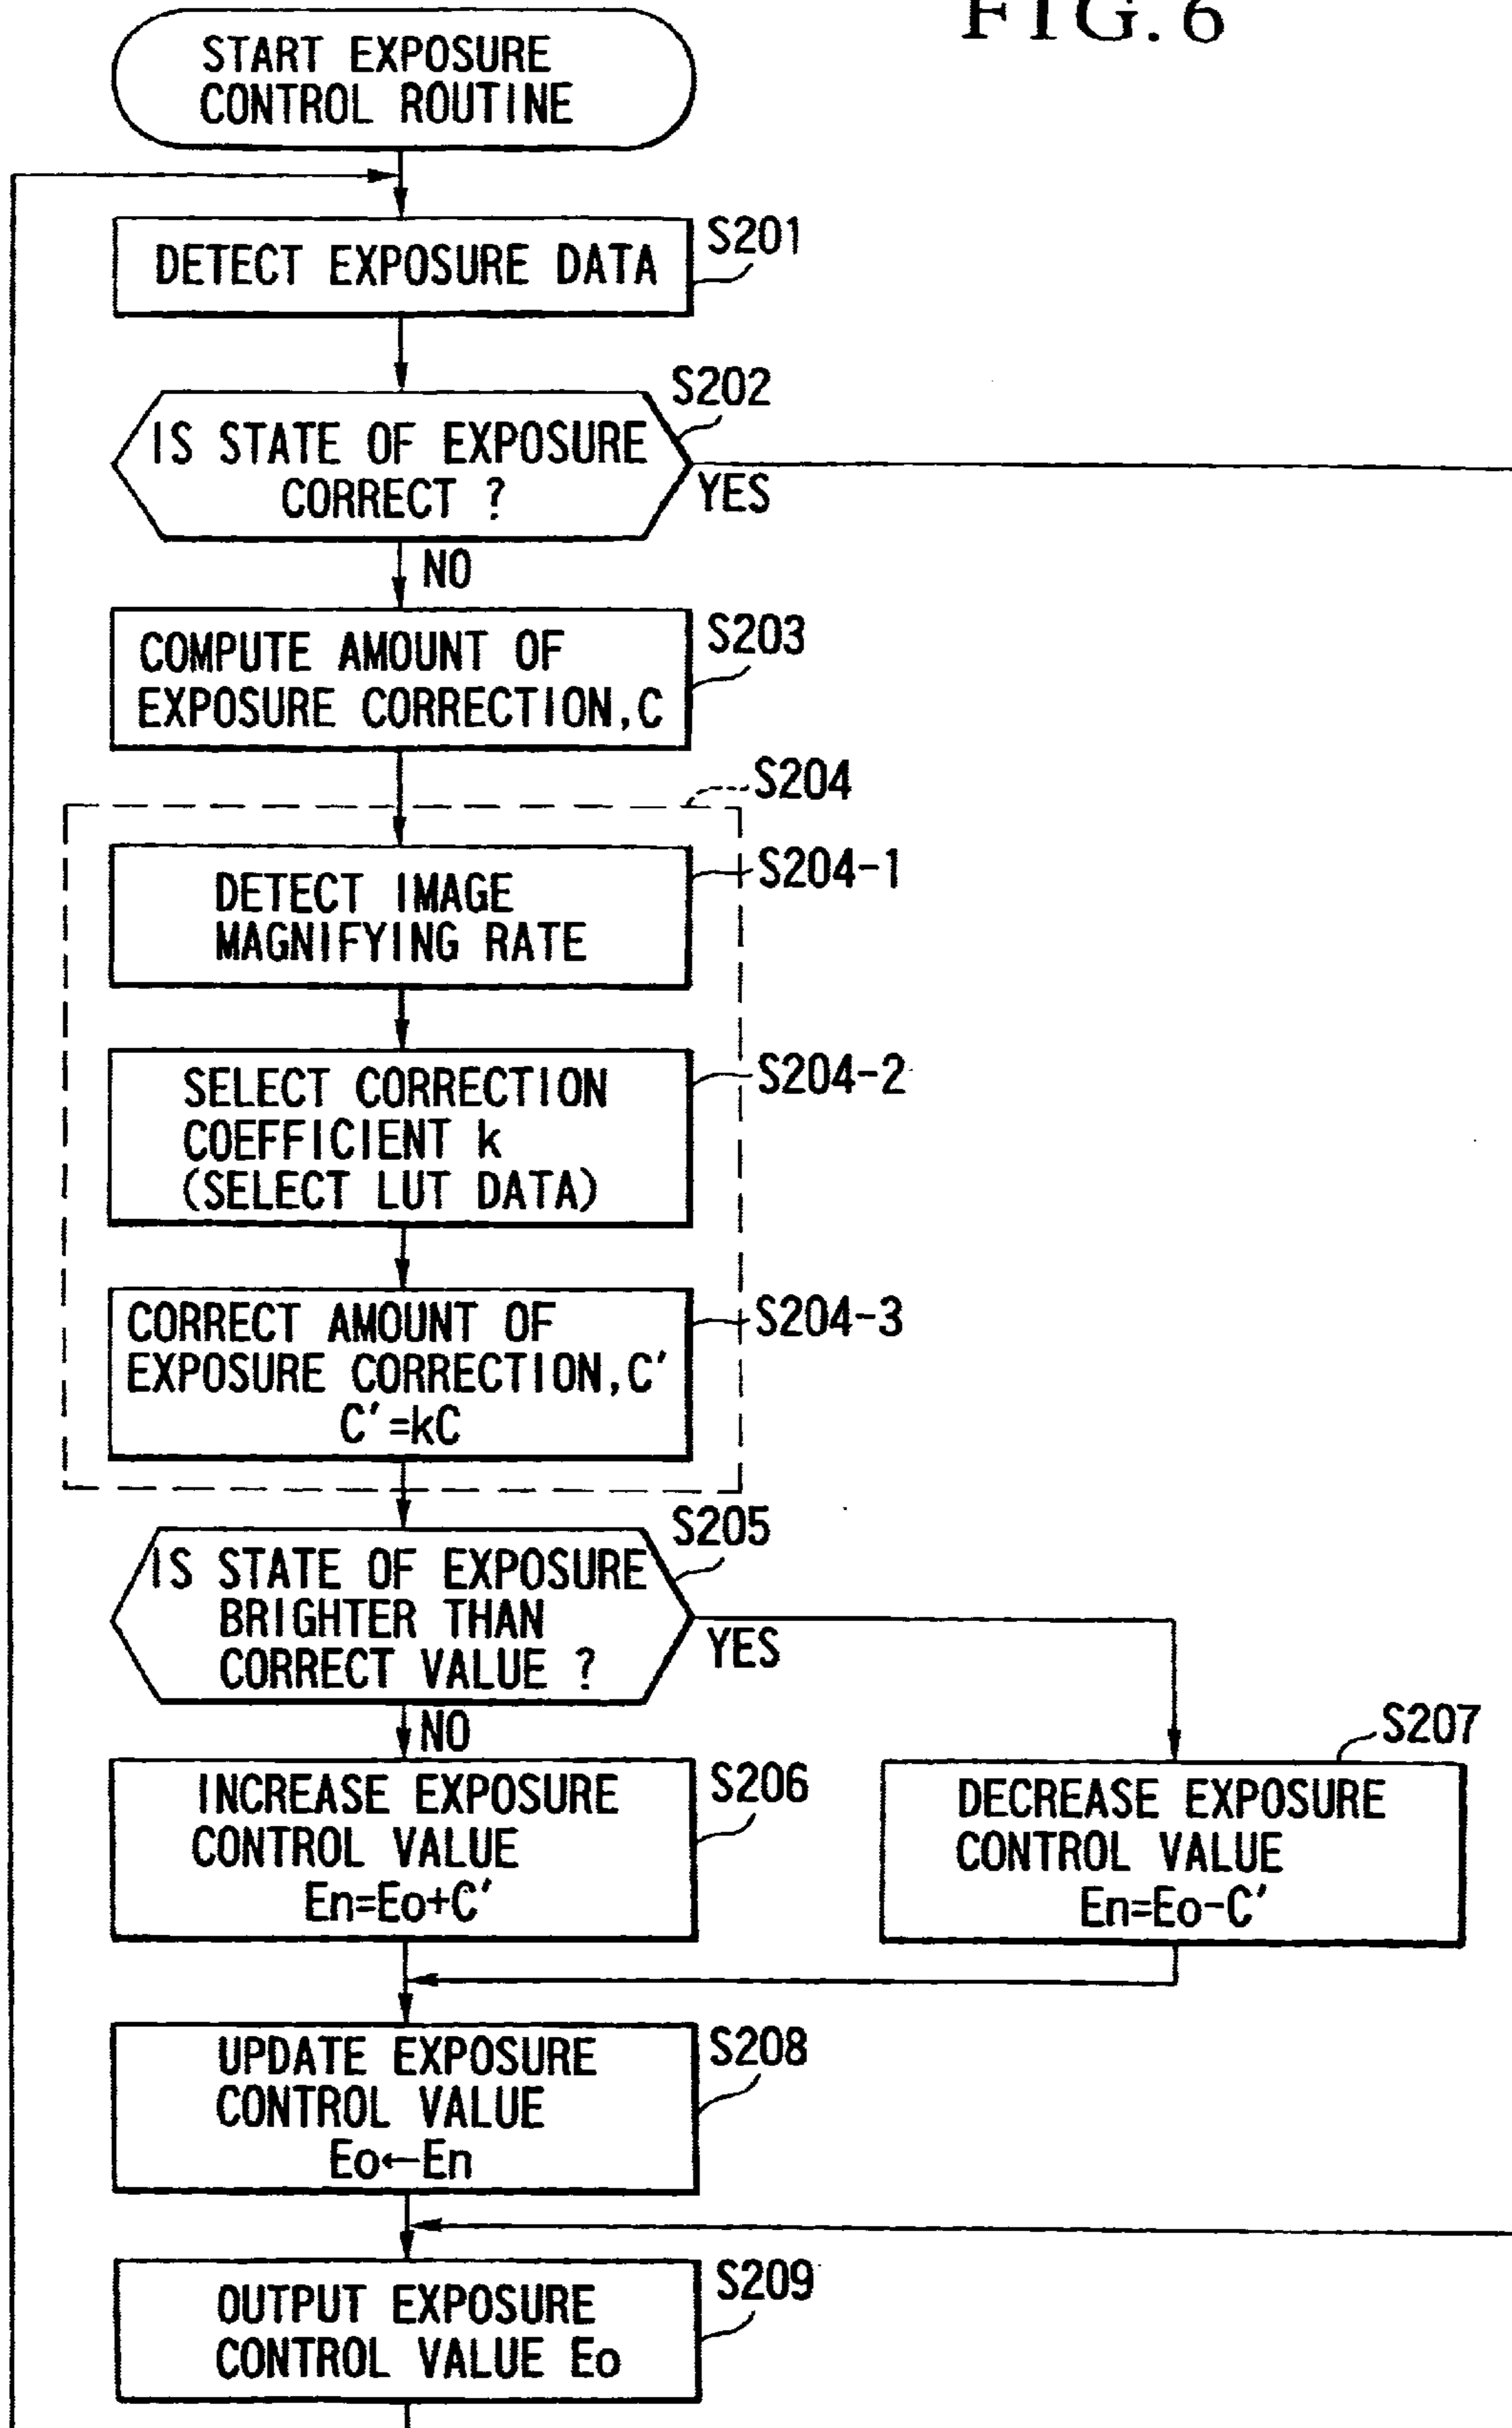 FIG. 6
START EXPOSURE
CONTROL ROUTINE
DETECT EXPOSURE DATA
S201
IS STATE OF EXPOSURE
CORRECT ?
S202
YES
NO
COMPUTE AMOUNT OF
EXPOSURE CORRECTION,C
S203
S204
DETECT IMAGE
MAGNIFYING RATE
S204-1
SELECT CORRECTION
COEFFICIENT k
(SELECT LUT DATA)
S204-2
CORRECT AMOUNT OF
EXPOSURE CORRECTION,C'
C'=kC
S204-3
IS STATE OF EXPOSURE
BRIGHTER THAN
CORRECT VALUE ?
S205
YES
NO
INCREASE EXPOSURE
CONTROL VALUE
En=Eo+C'
S206
DECREASE EXPOSURE
CONTROL VALUE
En=Eo-C'
S207
UPDATE EXPOSURE
CONTROL VALUE
Eo←En
S208
OUTPUT EXPOSURE
CONTROL VALUE Eo
S209